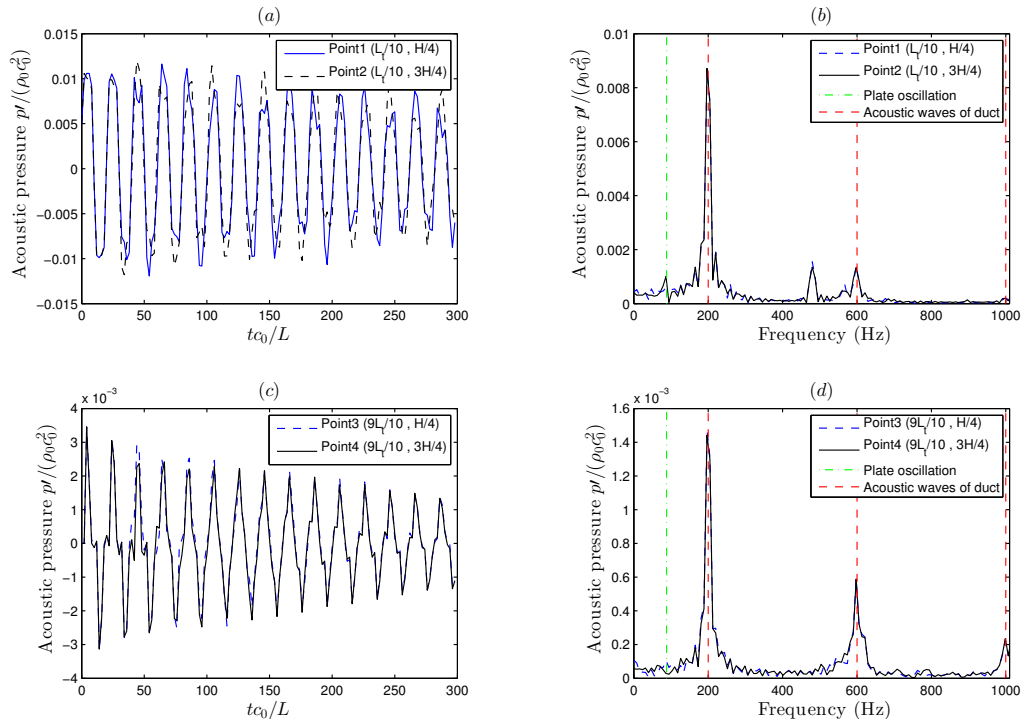 (a)
Acoustic pressure p′/(ρ₀c₀²)
0.015
0.01
0.005
0
−0.005
−0.01
−0.015
Point1 (Lₜ/10 , H/4)
Point2 (Lₜ/10 , 3H/4)
0 50 100 150 200 250 300
tc₀/L
(b)
Acoustic pressure p′/(ρ₀c₀²)
0.01
0.008
0.006
0.004
0.002
0
Point1 (Lₜ/10 , H/4)
Point2 (Lₜ/10 , 3H/4)
Plate oscillation
Acoustic waves of duct
0 200 400 600 800 1000
Frequency (Hz)
(c)
x 10⁻³
Acoustic pressure p′/(ρ₀c₀²)
4
3
2
1
0
−1
−2
−3
−4
Point3 (9Lₜ/10 , H/4)
Point4 (9Lₜ/10 , 3H/4)
0 50 100 150 200 250 300
tc₀/L
(d)
x 10⁻³
Acoustic pressure p′/(ρ₀c₀²)
1.6
1.4
1.2
1
0.8
0.6
0.4
0.2
0
Point3 (9Lₜ/10 , H/4)
Point4 (9Lₜ/10 , 3H/4)
Plate oscillation
Acoustic waves of duct
0 200 400 600 800 1000
Frequency (Hz)